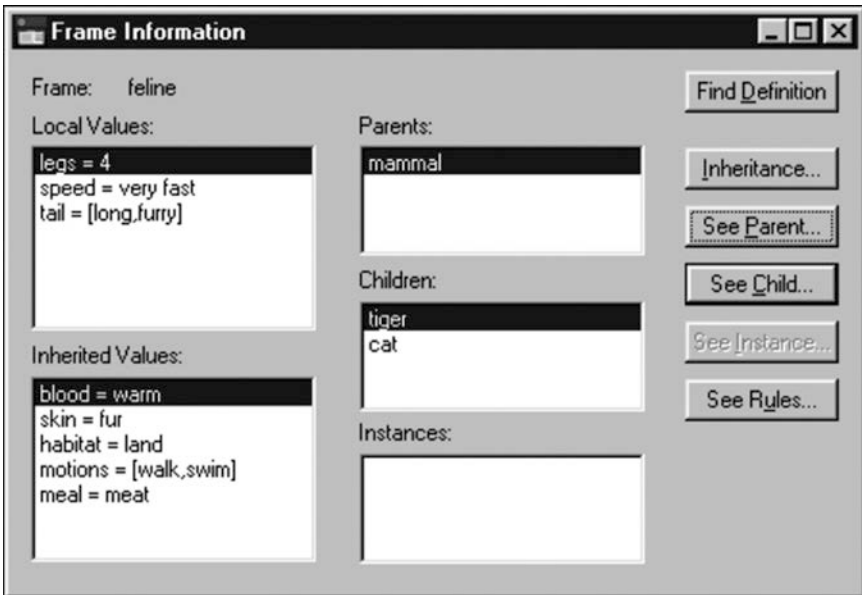 Frame Information
Frame: feline
Find Definition
Local Values:
legs = 4
speed = very fast
tail = [long,furry]
Parents:
mammal
Inheritance...
See Parent...
Children:
tiger
cat
See Child...
See Instance...
Inherited Values:
blood = warm
skin = fur
habitat = land
motions = [walk,swim]
meal = meat
See Rules...
Instances: